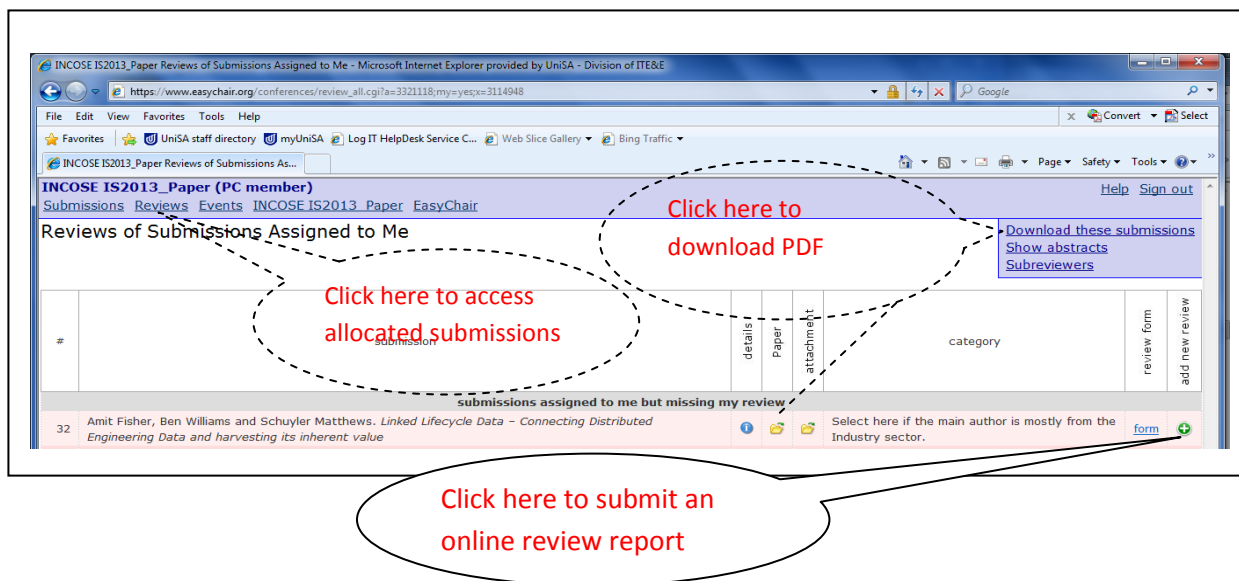 INCOSE IS2013_Paper Reviews of Submissions Assigned to Me - Microsoft Internet Explorer provided by UniSA - Division of ITE&E
https://www.easychair.org/conferences/review_all.cgi?a=3321118;my=yes;x=3114948
Google
File Edit View Favorites Tools Help
x Convert Select
Favorites UniSA staff directory myUniSA Log IT HelpDesk Service C... Web Slice Gallery Bing Traffic
INCOSE IS2013_Paper Reviews of Submissions As...
Page Safety Tools
INCOSE IS2013_Paper (PC member)
Help Sign out
Submissions Reviews Events INCOSE IS2013_Paper EasyChair
Click here to
download PDF
Reviews of Submissions Assigned to Me
Download these submissions
Show abstracts
Subreviewers
Click here to access
allocated submissions
# submission details Paper attachment category review form add new review
submissions assigned to me but missing my review
32 Amit Fisher, Ben Williams and Schuyler Matthews. Linked Lifecycle Data – Connecting Distributed
Engineering Data and harvesting its inherent value
Select here if the main author is mostly from the
Industry sector.
form
Click here to submit an
online review report